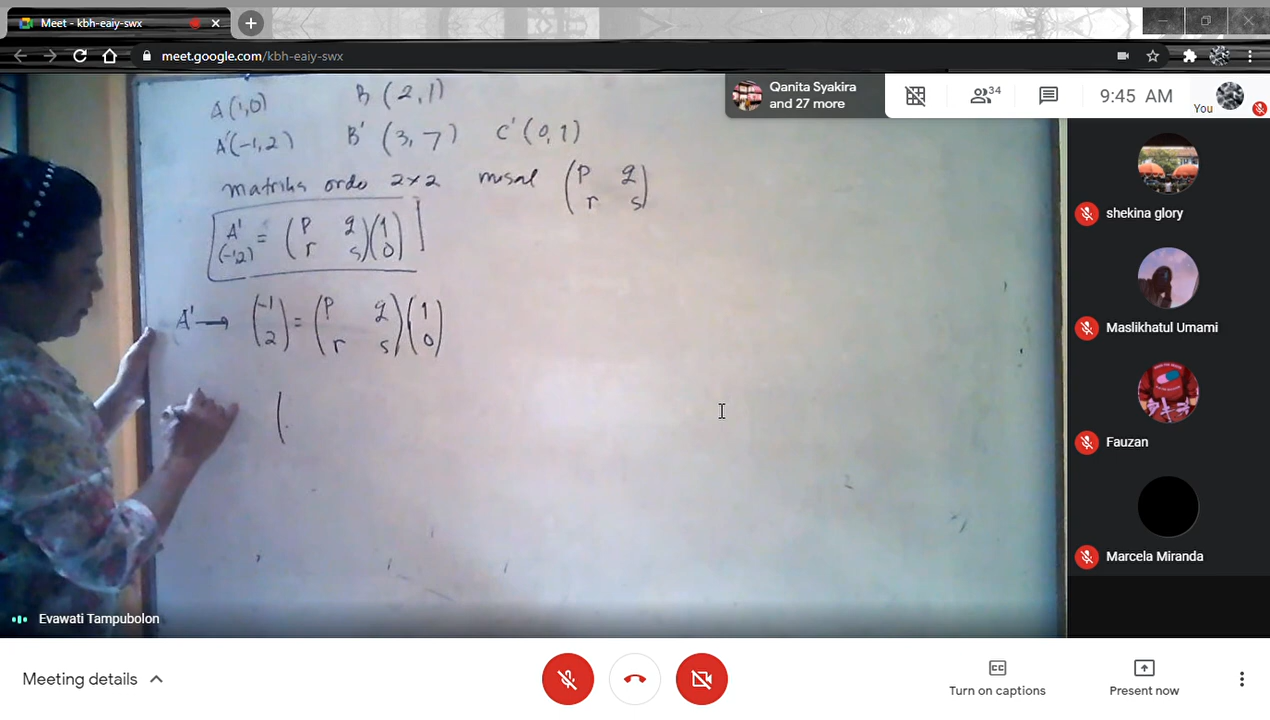 Meet - kbh-eaiy-swx
meet.google.com/kbh-eaiy-swx
Qanita Syakira
and 27 more
34
9:45 AM
You
A(1,0) B(2,1)
A'(-1,2) B'(3,7) C'(0,1)
matriks ordo 2x2 misal (p q
r s)
A' = (p q)(1
(-1,2) r s 0)
A' → (-1 = (p q)(1
2) r s 0)
(
shekina glory
Maslikhatul Umami
Fauzan
Marcela Miranda
Evawati Tampubolon
Meeting details
Turn on captions
Present now